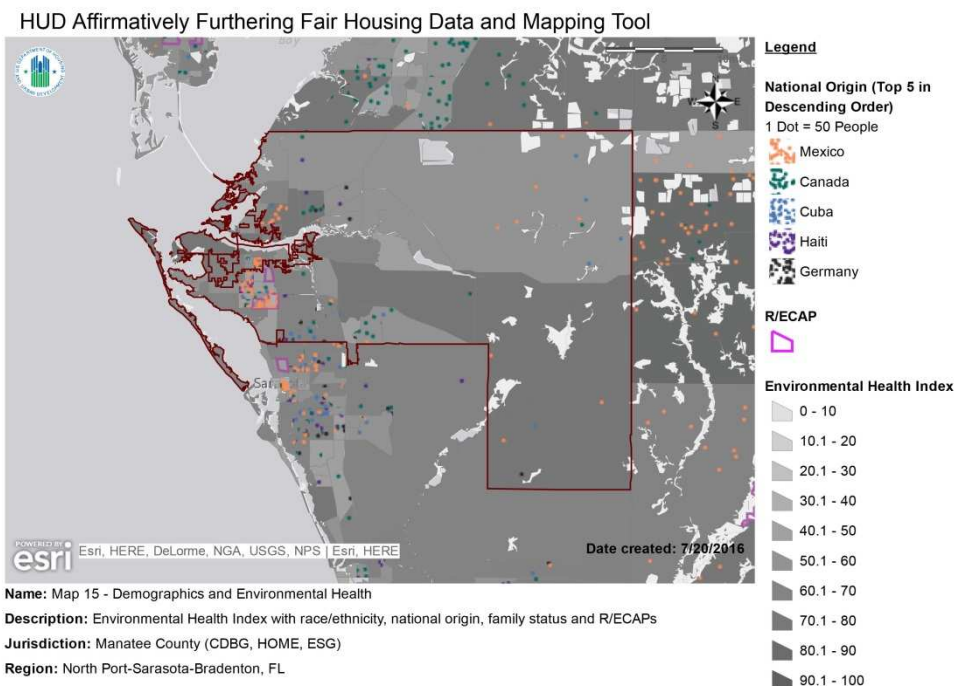 HUD Affirmatively Furthering Fair Housing Data and Mapping Tool
Bay
N
W E
S
Legend
National Origin (Top 5 in
Descending Order)
1 Dot = 50 People
Mexico
Canada
Cuba
Haiti
Germany
R/ECAP
Environmental Health Index
0 - 10
10.1 - 20
20.1 - 30
30.1 - 40
40.1 - 50
50.1 - 60
60.1 - 70
70.1 - 80
80.1 - 90
90.1 - 100
POWERED BY
esri
Esri, HERE, DeLorme, NGA, USGS, NPS | Esri, HERE
Date created: 7/20/2016
Name: Map 15 - Demographics and Environmental Health
Description: Environmental Health Index with race/ethnicity, national origin, family status and R/ECAPs
Jurisdiction: Manatee County (CDBG, HOME, ESG)
Region: North Port-Sarasota-Bradenton, FL